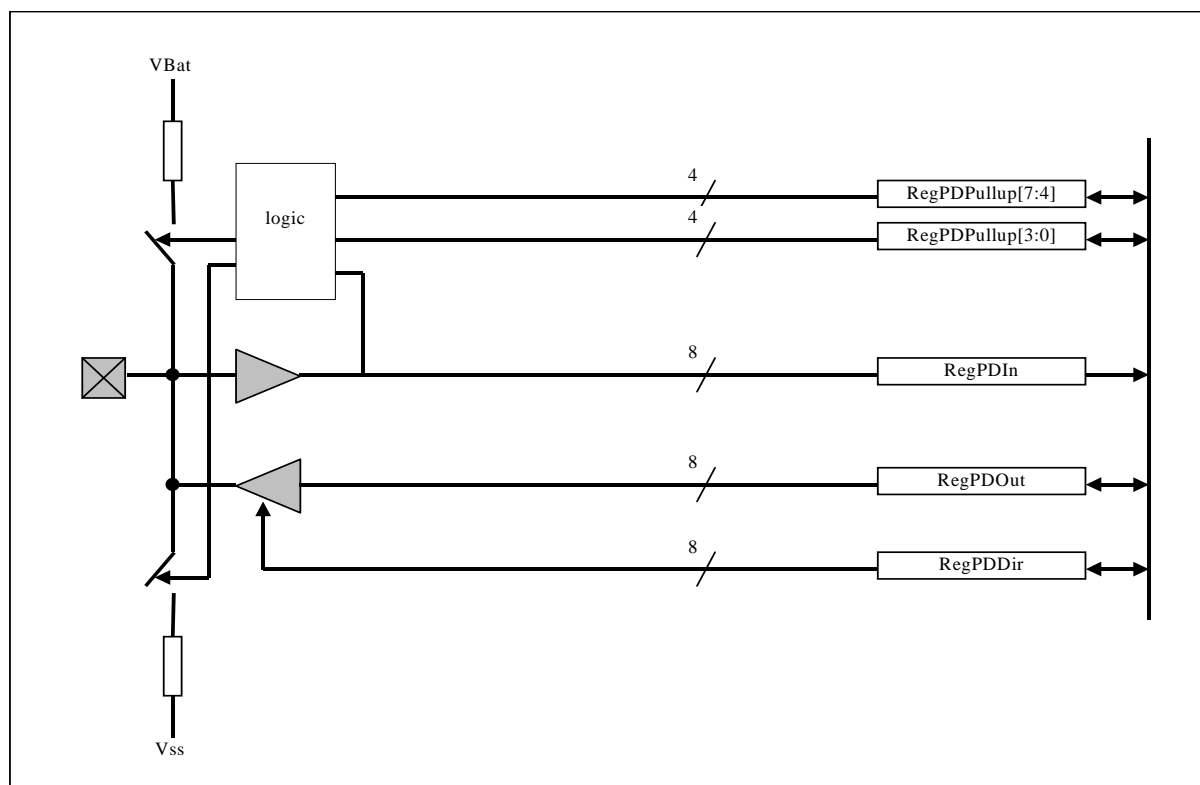 VBat
logic
4
RegPDPullup[7:4]
4
RegPDPullup[3:0]
8
RegPDIn
8
RegPDOut
8
RegPDDir
Vss